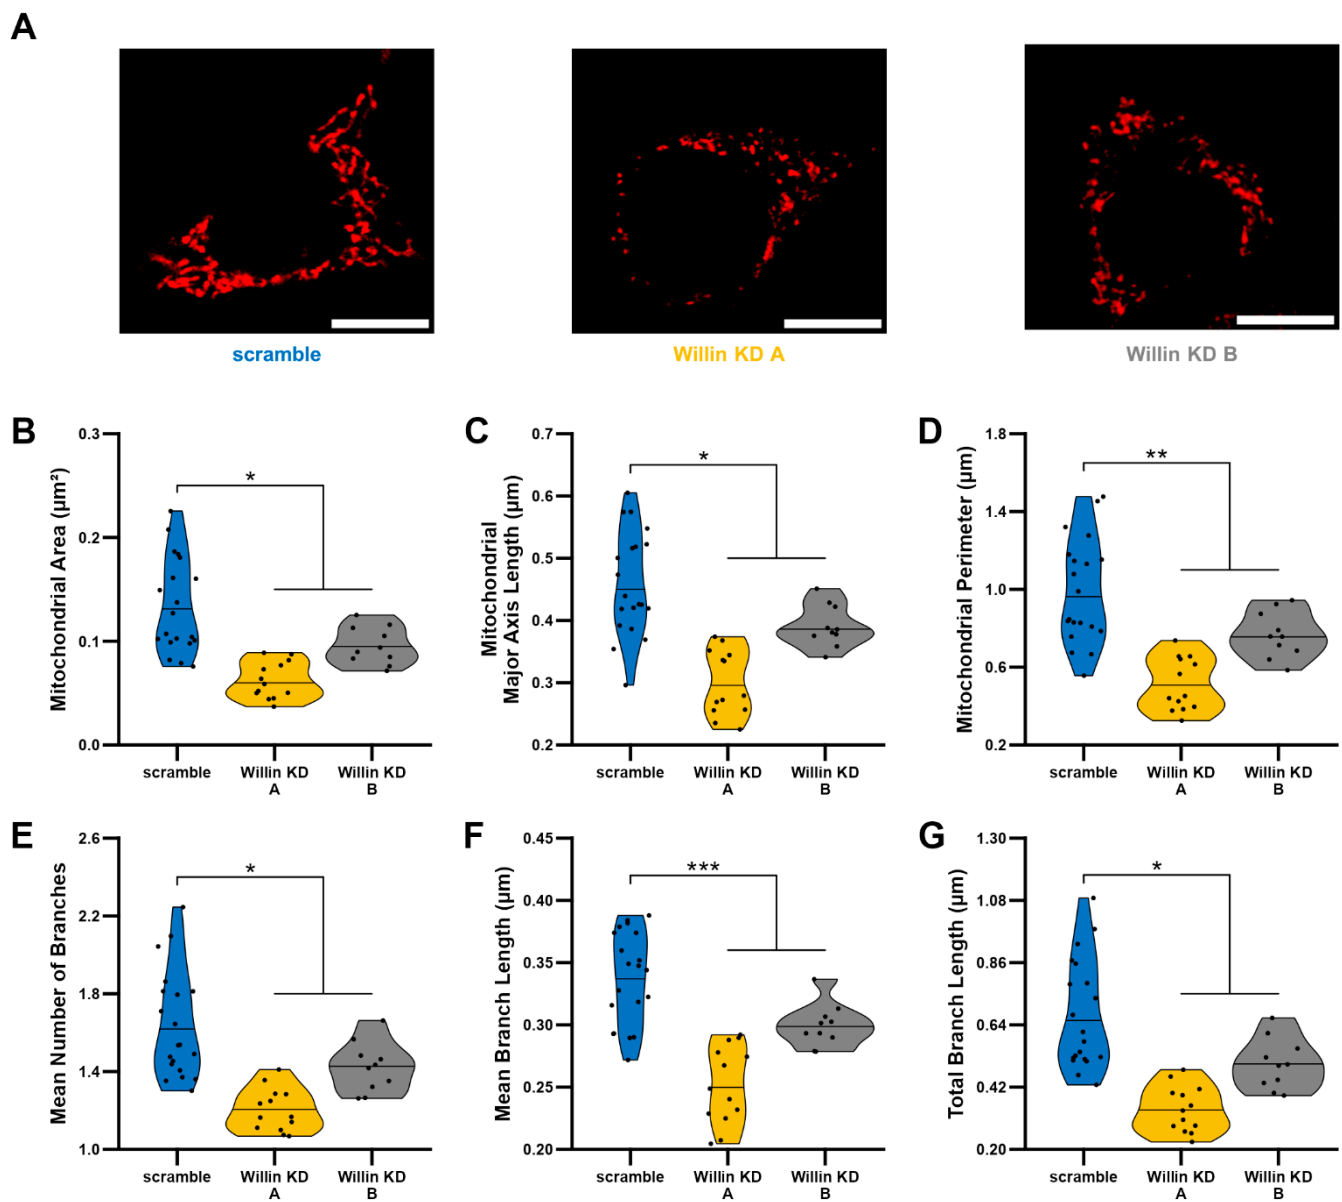 A
scramble
Willin KD A
Willin KD B
B
Mitochondrial Area (µm²)
0.3
0.2
0.1
0.0
*
scramble
Willin KD
A
Willin KD
B
C
Mitochondrial
Major Axis Length (µm)
0.7
0.6
0.5
0.4
0.3
0.2
*
scramble
Willin KD
A
Willin KD
B
D
Mitochondrial Perimeter (µm)
1.8
1.4
1.0
0.6
0.2
**
scramble
Willin KD
A
Willin KD
B
E
Mean Number of Branches
2.6
2.2
1.8
1.4
1.0
*
scramble
Willin KD
A
Willin KD
B
F
Mean Branch Length (µm)
0.45
0.40
0.35
0.30
0.25
0.20
***
scramble
Willin KD
A
Willin KD
B
G
Total Branch Length (µm)
1.30
1.08
0.86
0.64
0.42
0.20
*
scramble
Willin KD
A
Willin KD
B